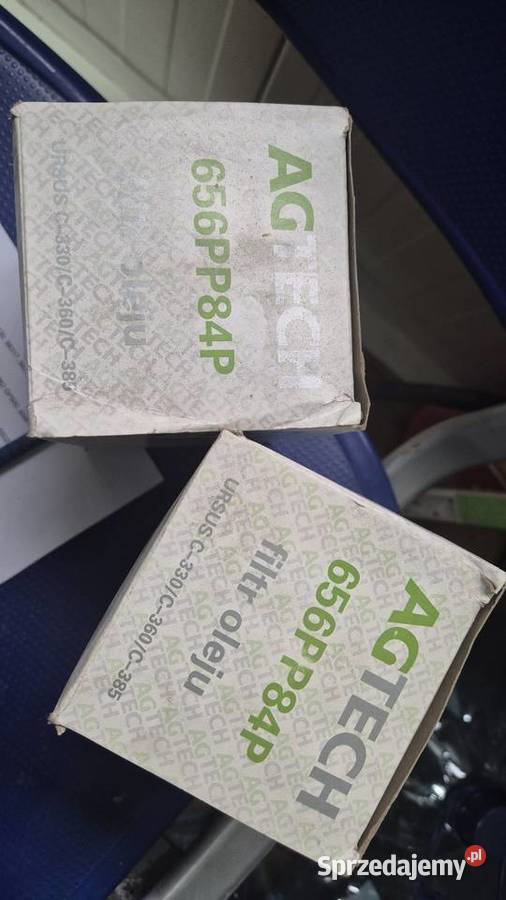 AGTECH
656PP84P
oleju
URSUS C-330/C-360/C-385
AGTECH
656PP84P
filtr oleju
URSUS C-330/C-360/C-385
Sprzedajemy.pl